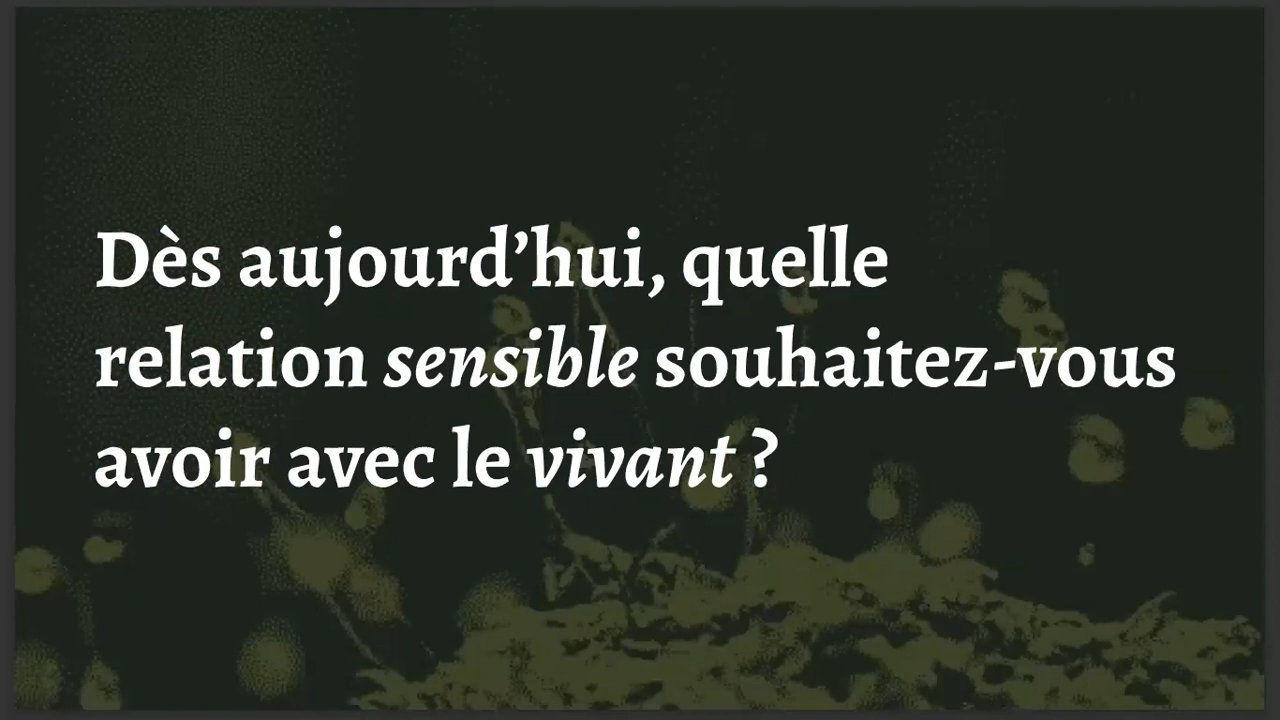 Dès aujourd’hui, quelle
relation sensible souhaitez-vous
avoir avec le vivant ?